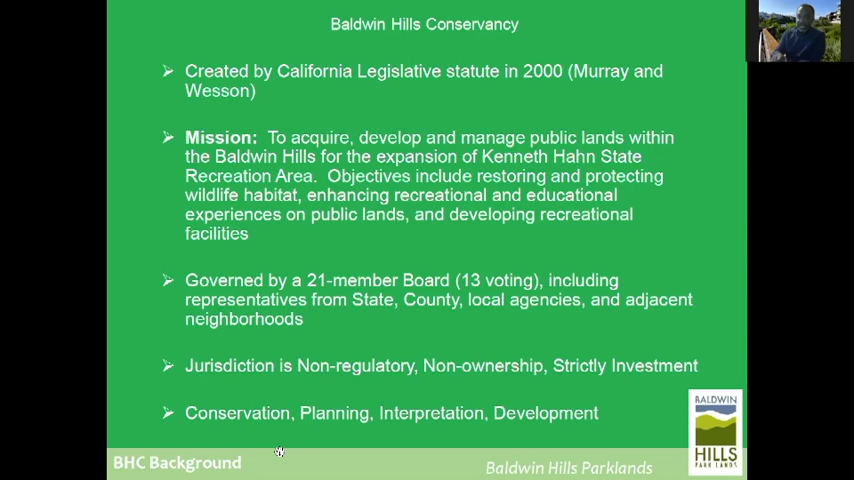 Baldwin Hills Conservancy
Created by California Legislative statute in 2000 (Murray and
Wesson)
Mission: To acquire, develop and manage public lands within
the Baldwin Hills for the expansion of Kenneth Hahn State
Recreation Area. Objectives include restoring and protecting
wildlife habitat, enhancing recreational and educational
experiences on public lands, and developing recreational
facilities
Governed by a 21-member Board (13 voting), including
representatives from State, County, local agencies, and adjacent
neighborhoods
Jurisdiction is Non-regulatory, Non-ownership, Strictly Investment
Conservation, Planning, Interpretation, Development
BALDWIN
HILLS
PARK LANDS
BHC Background
Baldwin Hills Parklands